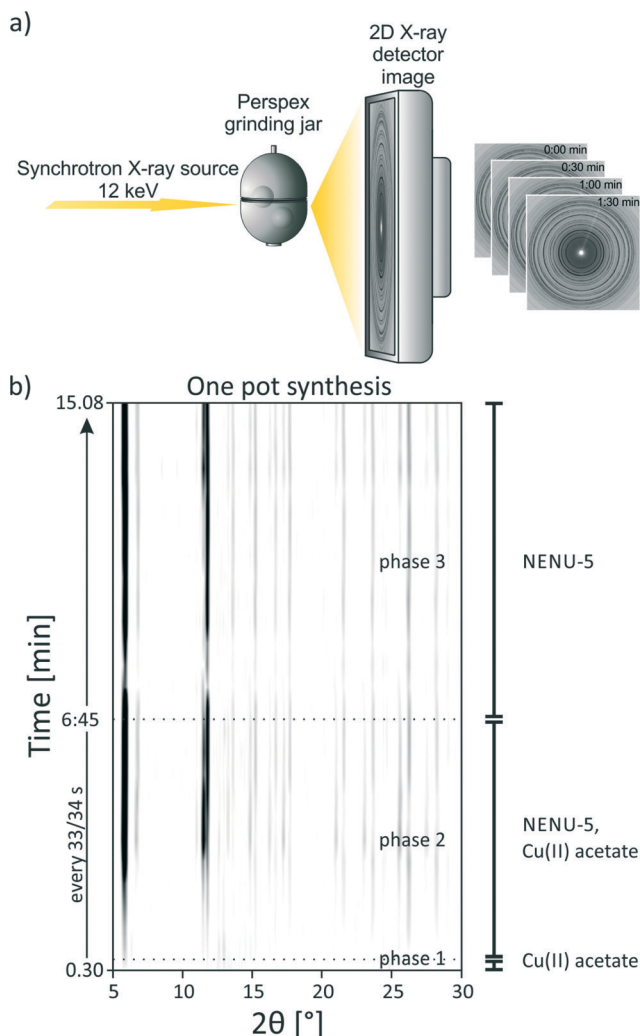 a)
2D X-ray
detector
image
Perspex
grinding jar
Synchrotron X-ray source
12 keV
0:00 min
0:30 min
1:00 min
1:30 min
b)
One pot synthesis
15.08
6:45
0.30
Time [min]
every 33/34 s
phase 3
phase 2
phase 1
NENU-5
NENU-5,
Cu(II) acetate
Cu(II) acetate
5 10 15 20 25 30
2θ [°]